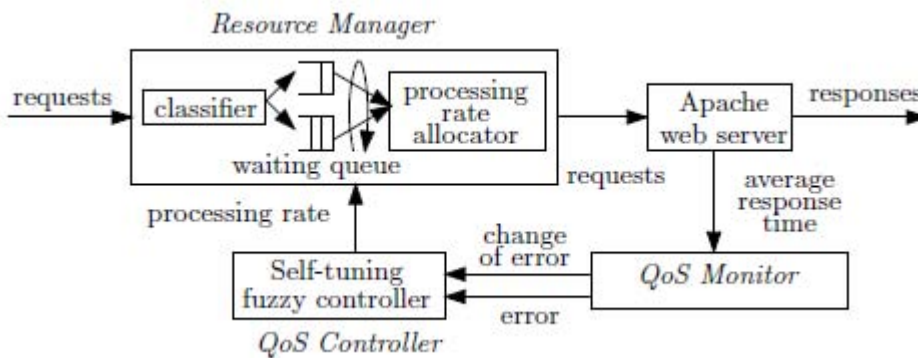 Resource Manager
requests
classifier
waiting queue
processing
rate
allocator
requests
Apache
web server
responses
processing rate
average
response
time
change
of error
Self-tuning
fuzzy controller
error
QoS Monitor
QoS Controller